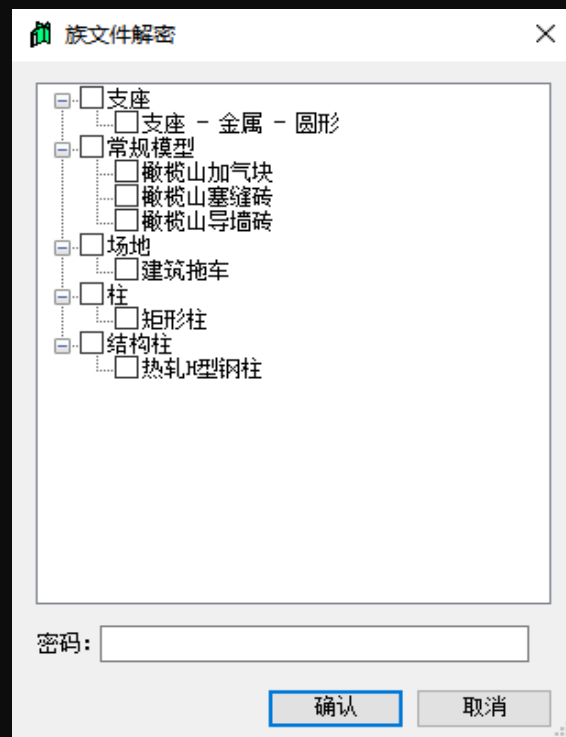 族文件解密
支座
支座 - 金属 - 圆形
常规模型
橄榄山加气块
橄榄山塞缝砖
橄榄山导墙砖
场地
建筑拖车
柱
矩形柱
结构柱
热轧H型钢柱
密码:
确认
取消